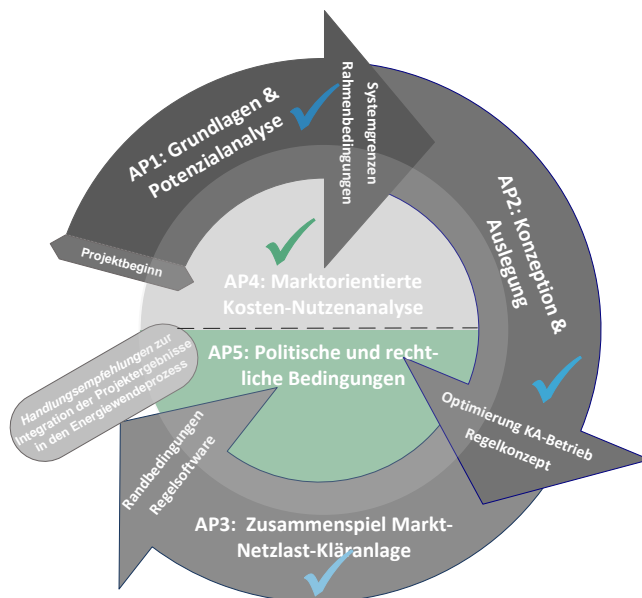 AP1: Grundlagen &
Potenzialanalyse
Systemgrenzen
Rahmenbedingungen
Projektbeginn
AP2: Konzeption &
Auslegung
Optimierung KA-Betrieb
Regelkonzept
AP4: Marktorientierte
Kosten-Nutzenanalyse
AP5: Politische und recht-
liche Bedingungen
Handlungsempfehlungen zur
Integration der Projektergebnisse
in den Energiewendeprozess
Randbedingungen
Regelsoftware
AP3: Zusammenspiel Markt-
Netzlast-Kläranlage